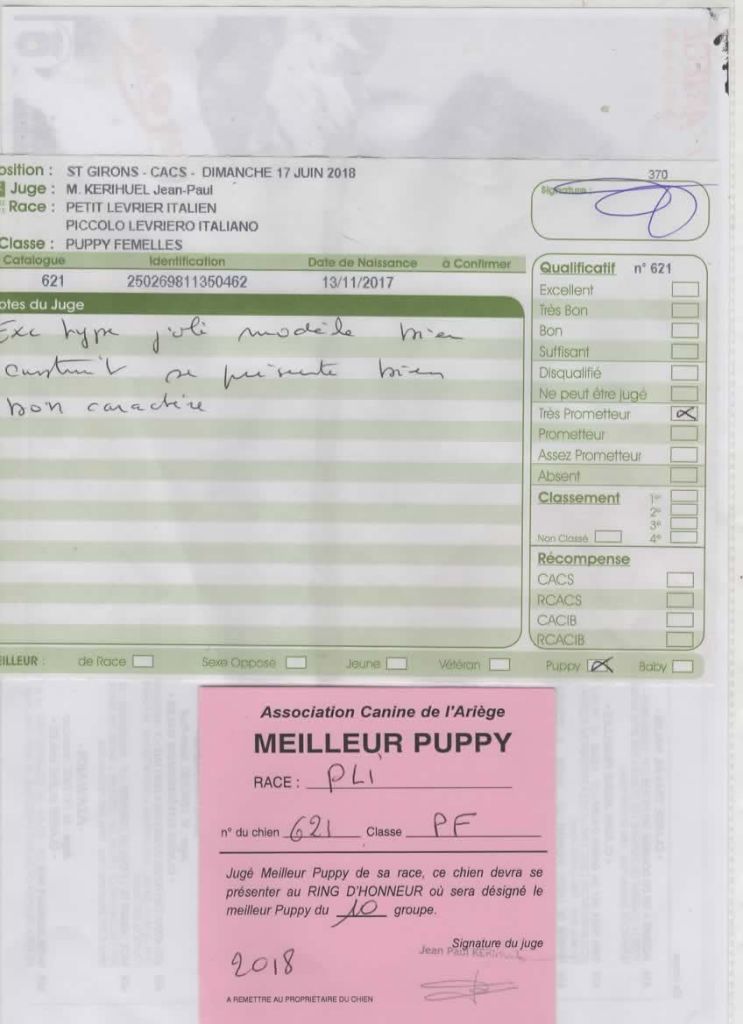 osition : ST GIRONS - CACS - DIMANCHE 17 JUIN 2018
370
Juge : M. KERIHUEL Jean-Paul
Signature :
Race : PETIT LEVRIER ITALIEN
PICCOLO LEVRIERO ITALIANO
Classe : PUPPY FEMELLES
Catalogue Identification Date de Naissance à Confirmer
621 250269811350462 13/11/2017
otes du Juge
Exc type joli modèle bien
construit se présente bien
bon caractère
Qualificatif n° 621
Excellent
Très Bon
Bon
Suffisant
Disqualifié
Ne peut être jugé
Très Prometteur
Prometteur
Assez Prometteur
Absent
Classement 1er
2e
3e
Non Classé 4e
Récompense
CACS
RCACS
CACIB
RCACIB
EILLEUR : de Race Sexe Opposé Jeune Vétéran Puppy Baby
Association Canine de l'Ariège
MEILLEUR PUPPY
RACE : PLI
n° du chien 621 Classe PF
Jugé Meilleur Puppy de sa race, ce chien devra se
présenter au RING D'HONNEUR où sera désigné le
meilleur Puppy du 10 groupe.
Signature du juge
Jean Paul KERIHUEL
2018
A REMETTRE AU PROPRIÉTAIRE DU CHIEN